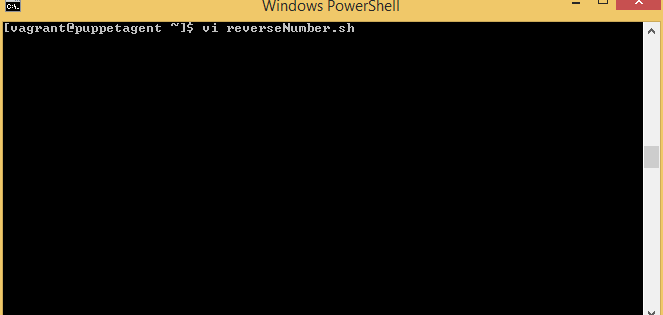 Windows PowerShell
[vagrant@puppetagent ~]$ vi reverseNumber.sh